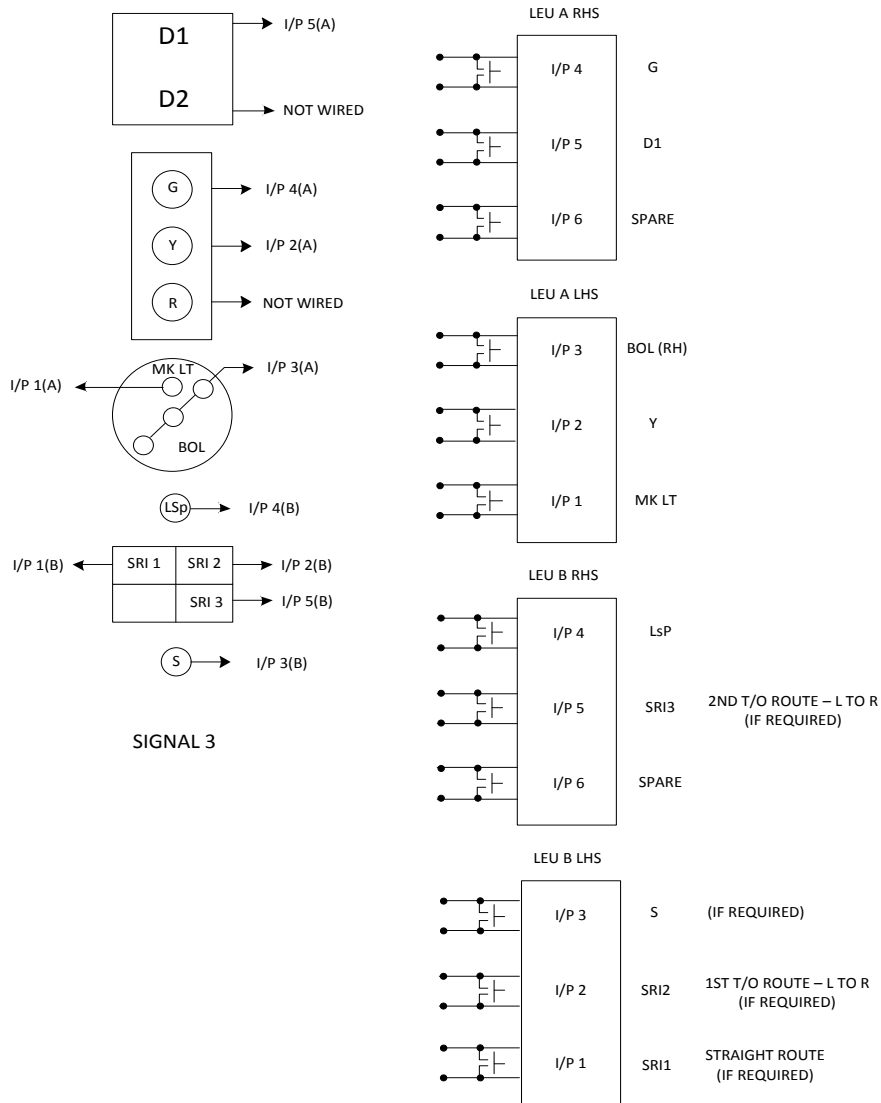 D1
I/P 5(A)
D2
NOT WIRED
G
I/P 4(A)
Y
I/P 2(A)
R
NOT WIRED
MK LT
I/P 3(A)
I/P 1(A)
BOL
LSp
I/P 4(B)
I/P 1(B)
SRI 1
SRI 2
I/P 2(B)
SRI 3
I/P 5(B)
S
I/P 3(B)
SIGNAL 3
LEU A RHS
I/P 4
G
I/P 5
D1
I/P 6
SPARE
LEU A LHS
I/P 3
BOL (RH)
I/P 2
Y
I/P 1
MK LT
LEU B RHS
I/P 4
LsP
I/P 5
SRI3
2ND T/O ROUTE – L TO R
(IF REQUIRED)
I/P 6
SPARE
LEU B LHS
I/P 3
S
(IF REQUIRED)
I/P 2
SRI2
1ST T/O ROUTE – L TO R
(IF REQUIRED)
I/P 1
SRI1
STRAIGHT ROUTE
(IF REQUIRED)